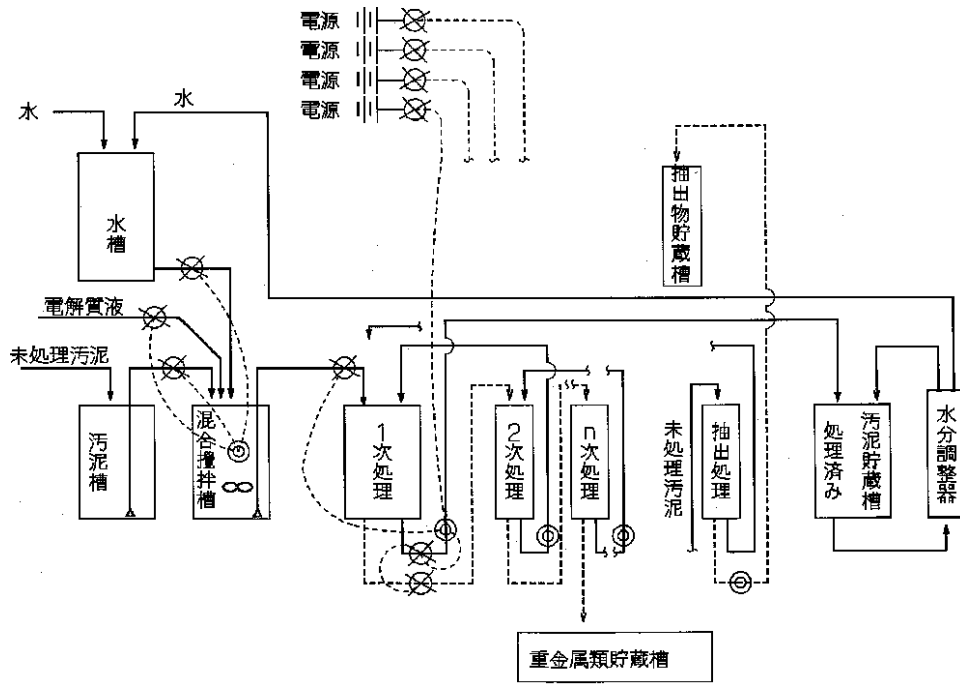 電源
電源
電源
電源
水
水
水槽
抽出物貯蔵槽
電解質液
未処理汚泥
汚泥槽
混合攪拌槽
1次処理
2次処理
n次処理
未処理汚泥
抽出処理
処理済み
汚泥貯蔵槽
水分調整器
重金属類貯蔵槽